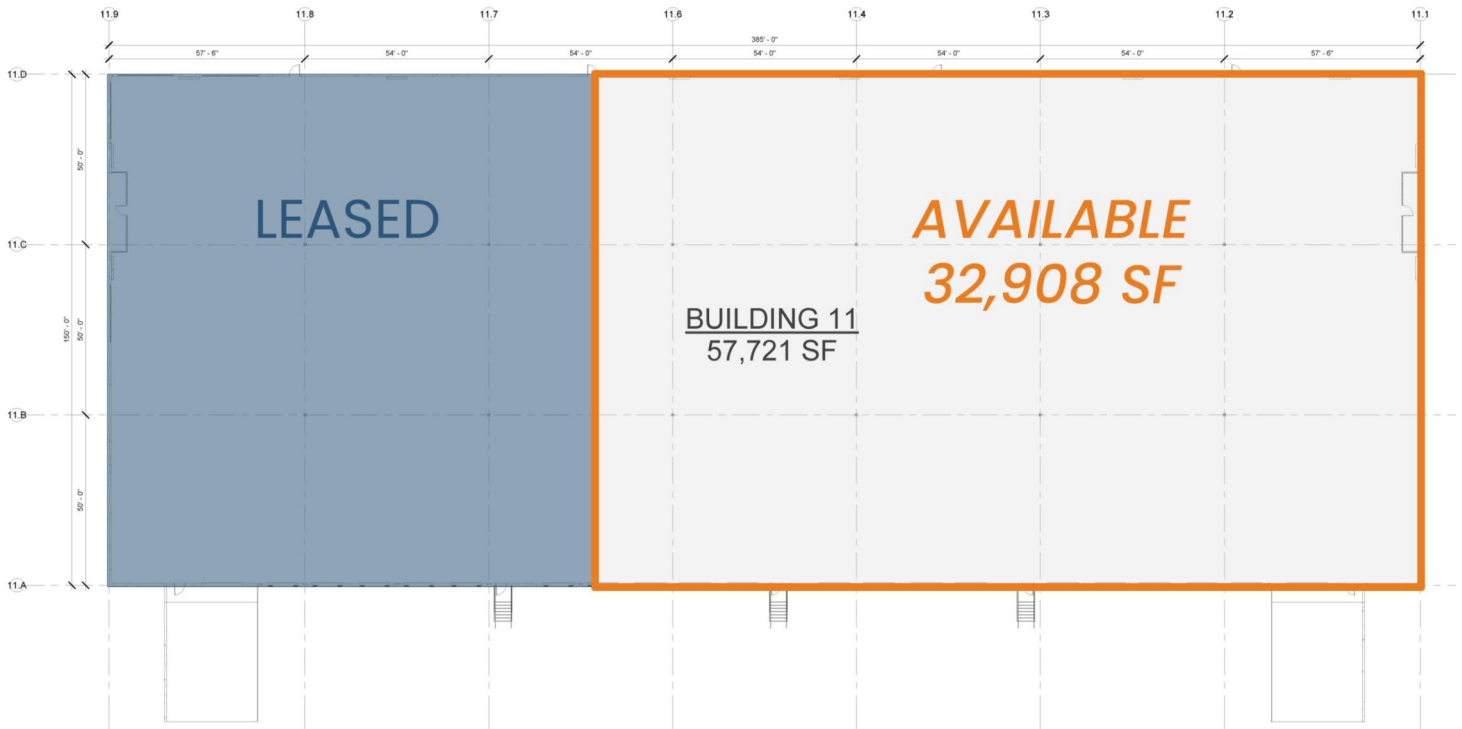 11.9 11.8 11.7 11.6 11.4 11.3 11.2 11.1
385' - 0"
57' - 6" 54' - 0" 54' - 0" 54' - 0" 54' - 0" 54' - 0" 57' - 6"
11.D
50' - 0"
LEASED
AVAILABLE
11.C
32,908 SF
BUILDING 11
150' - 0"
50' - 0"
57,721 SF
11.B
50' - 0"
11.A